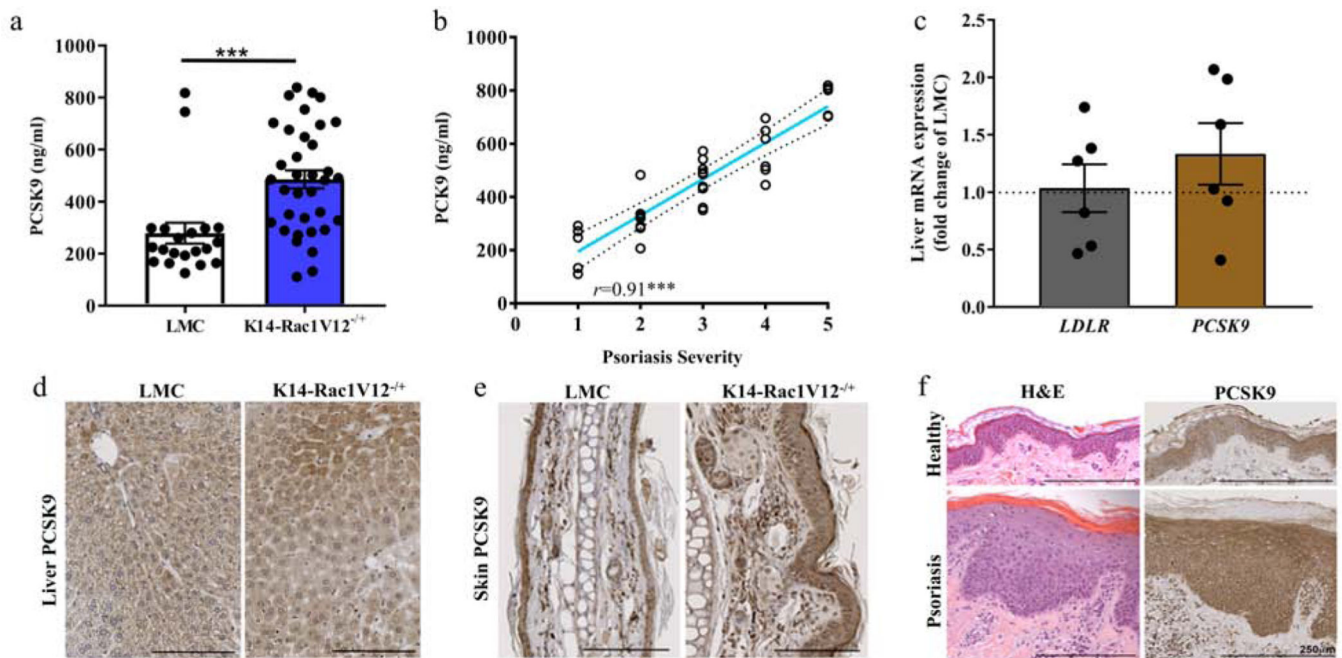 a
PCSK9 (ng/ml)
1000
800
600
400
200
0
***
LMC
K14-Rac1V12-/+
b
PCK9 (ng/ml)
1000
800
600
400
200
0
r=0.91***
0 1 2 3 4 5
Psoriasis Severity
c
Liver mRNA expression
(fold change of LMC)
2.5
2.0
1.5
1.0
0.5
0.0
LDLR
PCSK9
d
LMC
K14-Rac1V12-/+
Liver PCSK9
e
LMC
K14-Rac1V12-/+
Skin PCSK9
f
H&E
PCSK9
Healthy
Psoriasis
250µm